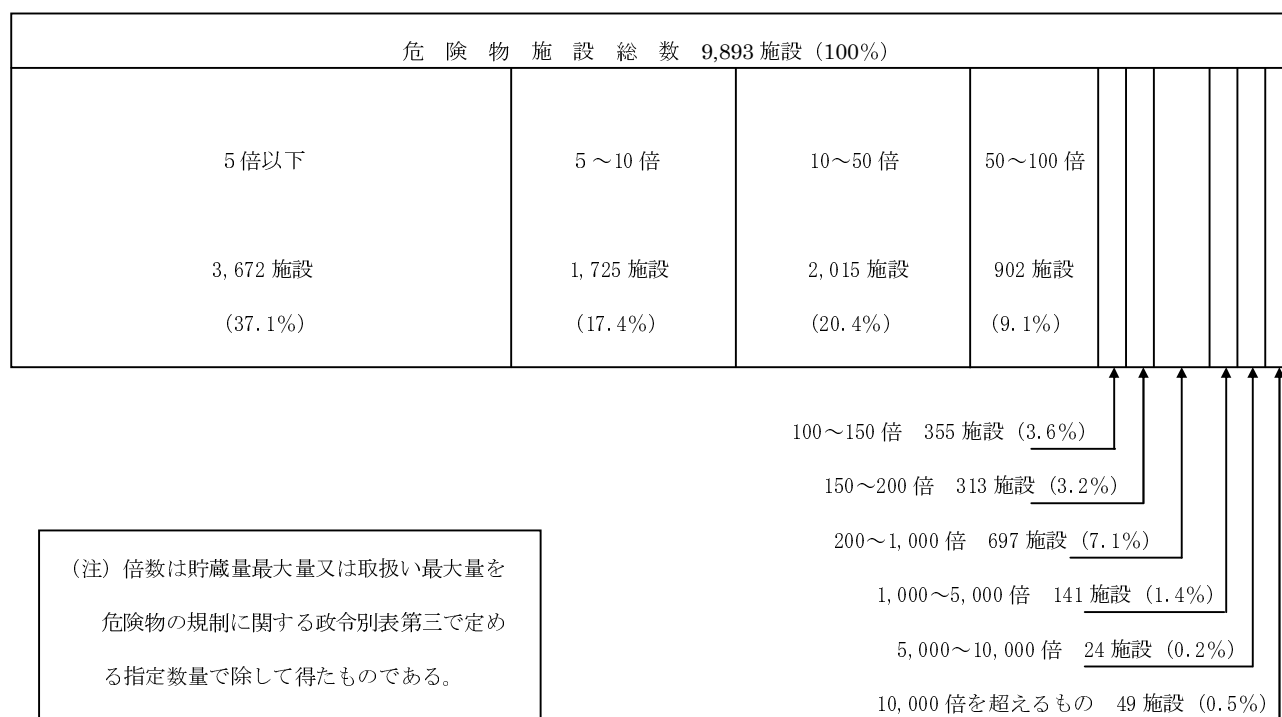 危険物施設総数 9,893 施設（100%）
5倍以下
5～10 倍
10～50 倍
50～100 倍
3,672 施設
1,725 施設
2,015 施設
902 施設
(37.1%)
(17.4%)
(20.4%)
(9.1%)
100～150 倍 355 施設 (3.6%)
150～200 倍 313 施設 (3.2%)
200～1,000 倍 697 施設 (7.1%)
1,000～5,000 倍 141 施設 (1.4%)
5,000～10,000 倍 24 施設 (0.2%)
10,000 倍を超えるもの 49 施設 (0.5%)
（注）倍数は貯蔵量最大量又は取扱い最大量を
危険物の規制に関する政令別表第三で定め
る指定数量で除して得たものである。